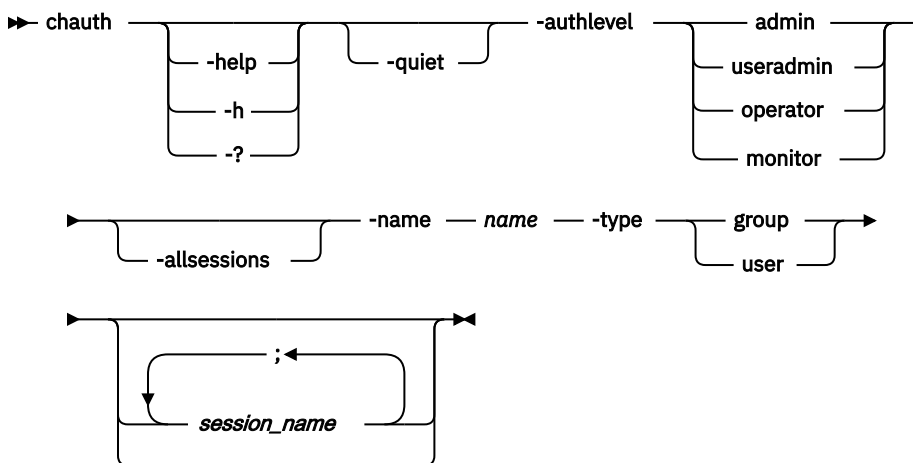 chauth -authlevel admin
-help -quiet useradmin
-h operator
-? monitor
-name name -type group
-allsessions user
;
session_name